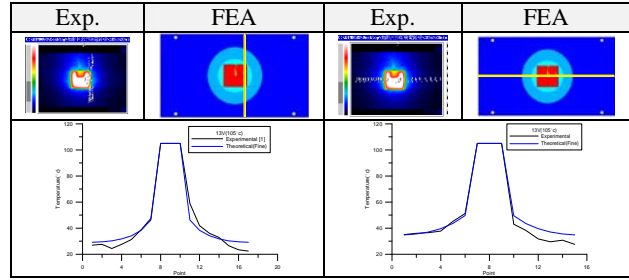 Exp. FEA Exp. FEA
13V(105°c)
Experimental [1]
Theoretical(Fine)
Temperature(°c)
120
100
80
60
40
20
0 4 8 12 16 20
Point
13V(105°c)
Experimental
Theoretical(Fine)
Temperature(°c)
120
100
80
60
40
20
0 4 8 12 16
Point